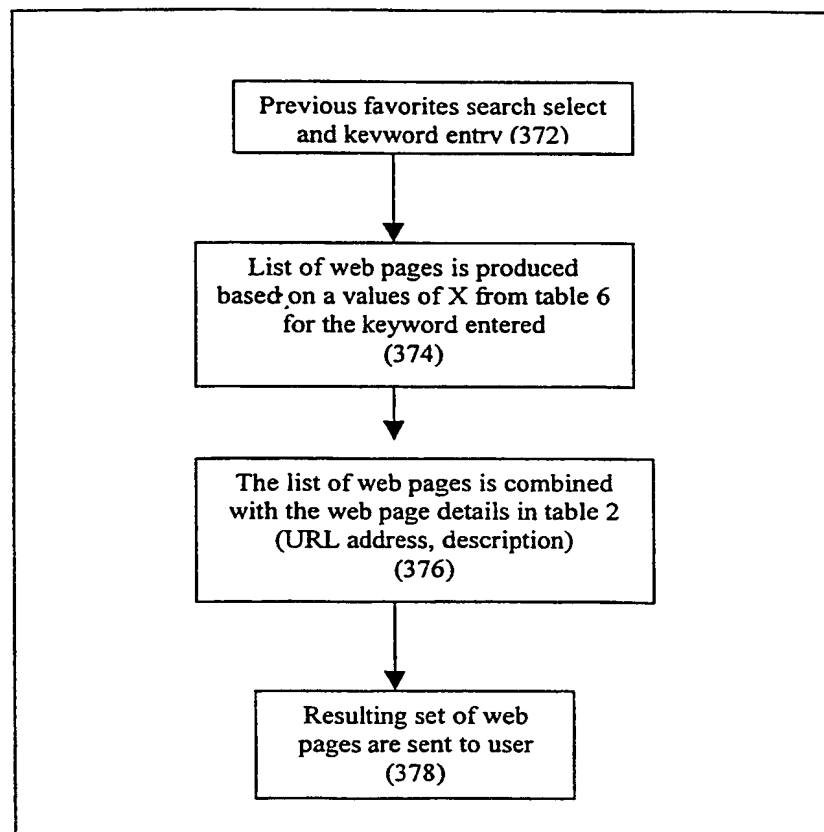 Previous favorites search select
and keyword entry (372)
List of web pages is produced
based on a values of X from table 6
for the keyword entered
(374)
The list of web pages is combined
with the web page details in table 2
(URL address, description)
(376)
Resulting set of web
pages are sent to user
(378)